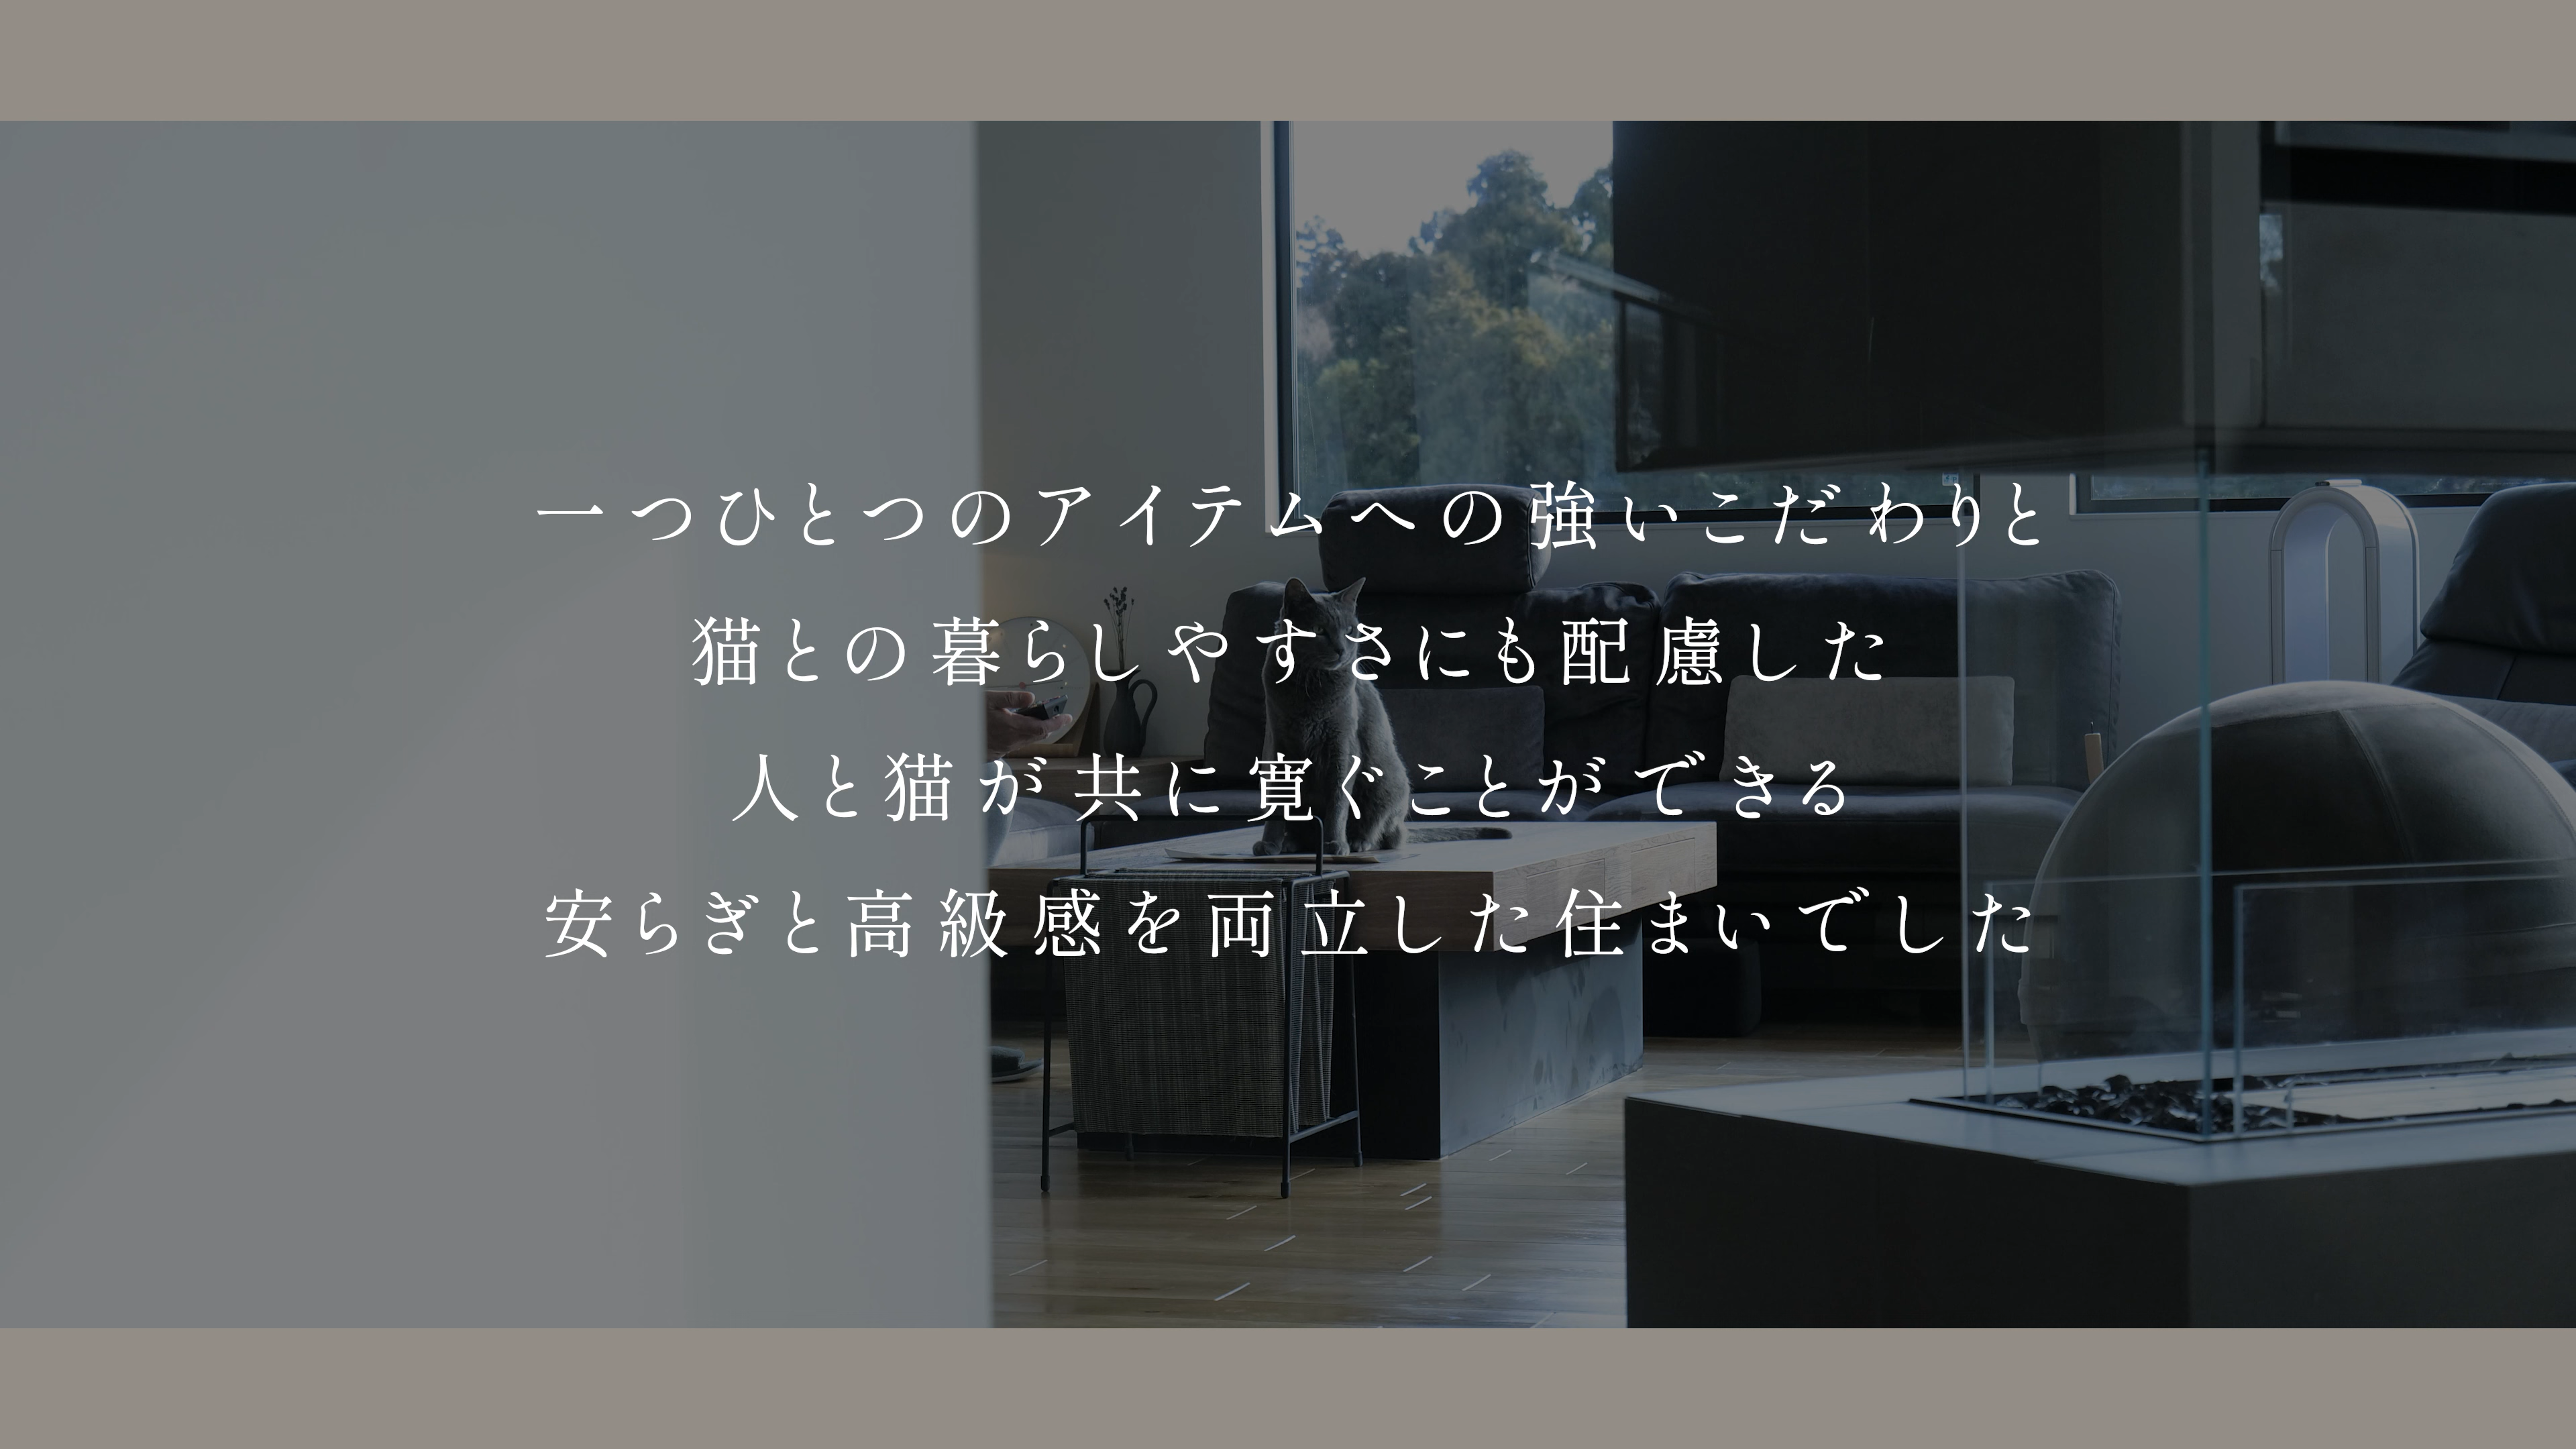 一つひとつのアイテムへの強いこだわりと
猫との暮らしやすさにも配慮した
人と猫が共に寛ぐことができる
安らぎと高級感を両立した住まいでした